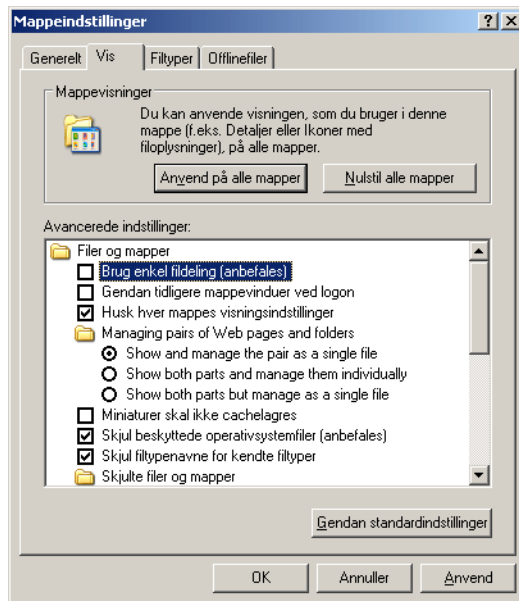 Mappeindstillinger
Generelt Vis Filtyper Offlinefiler
Mappevisninger
Du kan anvende visningen, som du bruger i denne
mappe (f.eks. Detaljer eller Ikoner med
filoplysninger), på alle mapper.
Anvend på alle mapper Nulstil alle mapper
Avancerede indstillinger:
Filer og mapper
Brug enkel fildeling (anbefales)
Gendan tidligere mappevinduer ved logon
Husk hver mappes visningsindstillinger
Managing pairs of Web pages and folders
Show and manage the pair as a single file
Show both parts and manage them individually
Show both parts but manage as a single file
Miniaturer skal ikke cachelagres
Skjul beskyttede operativsystemfiler (anbefales)
Skjul filtypenavne for kendte filtyper
Skjulte filer og mapper
Gendan standardindstillinger
OK Annuller Anvend